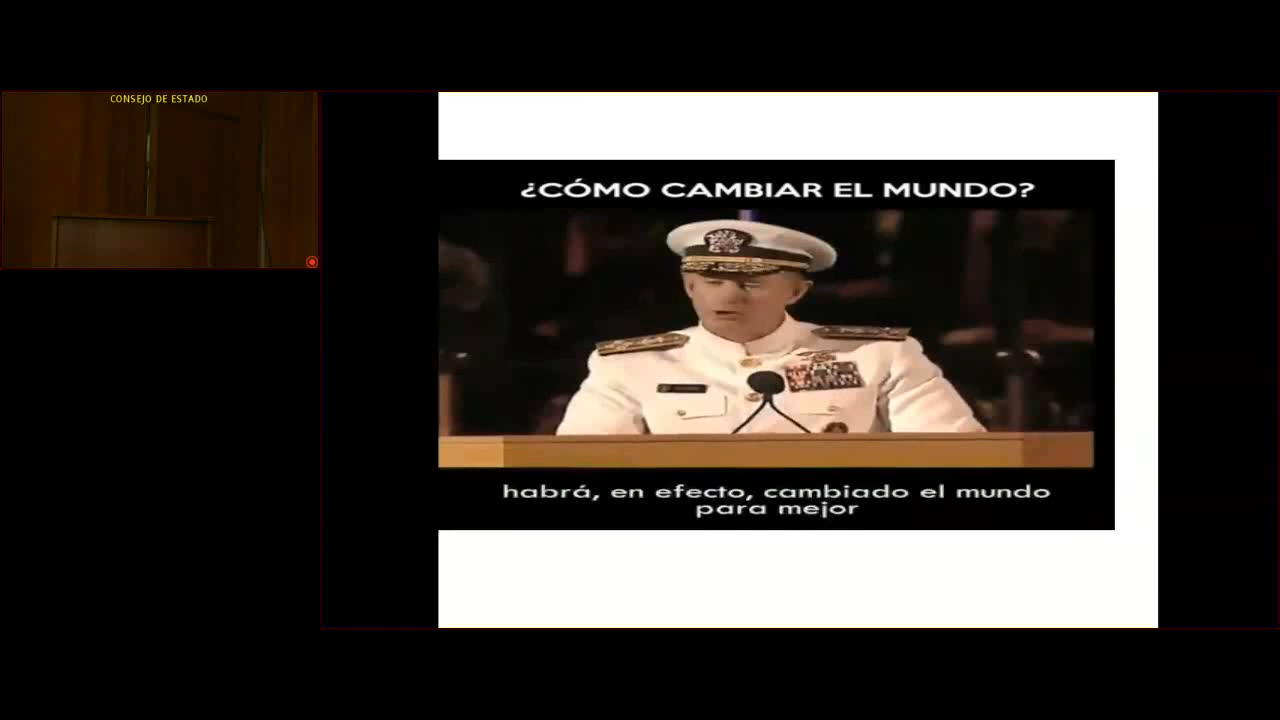 CONSEJO DE ESTADO
¿CÓMO CAMBIAR EL MUNDO?
habrá, en efecto, cambiado el mundo
para mejor